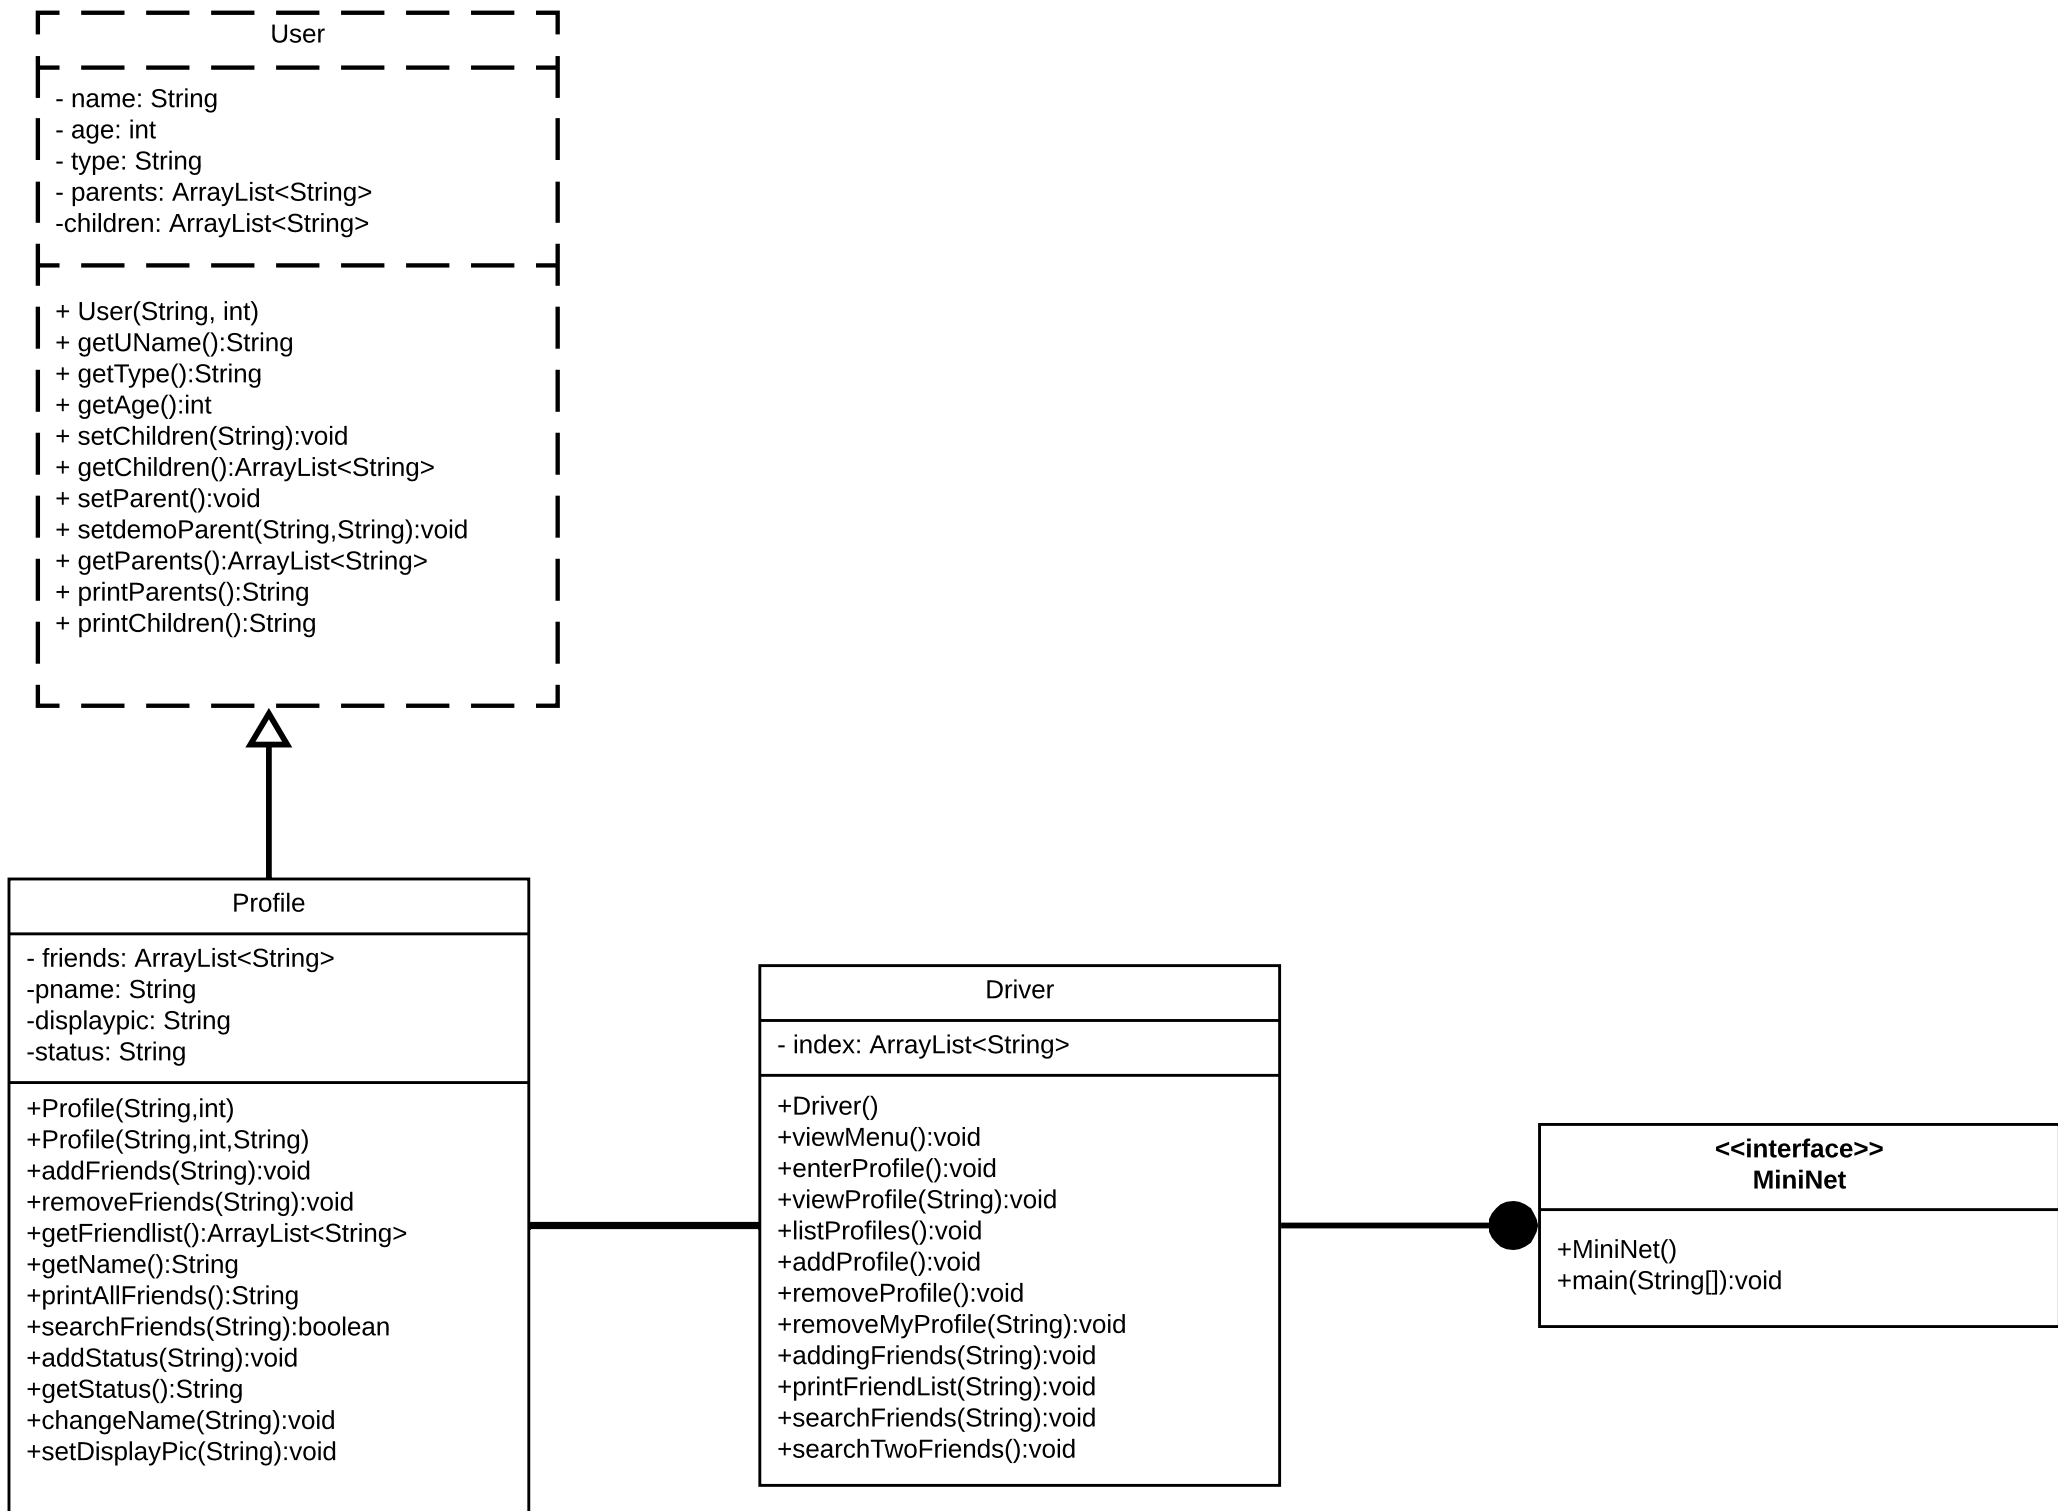 User
- name: String
- age: int
- type: String
- parents: ArrayList<String>
-children: ArrayList<String>
+ User(String, int)
+ getUName():String
+ getType():String
+ getAge():int
+ setChildren(String):void
+ getChildren():ArrayList<String>
+ setParent():void
+ setdemoParent(String,String):void
+ getParents():ArrayList<String>
+ printParents():String
+ printChildren():String
Profile
- friends: ArrayList<String>
-pname: String
-displaypic: String
-status: String
+Profile(String,int)
+Profile(String,int,String)
+addFriends(String):void
+removeFriends(String):void
+getFriendlist():ArrayList<String>
+getName():String
+printAllFriends():String
+searchFriends(String):boolean
+addStatus(String):void
+getStatus():String
+changeName(String):void
+setDisplayPic(String):void
Driver
- index: ArrayList<String>
+Driver()
+viewMenu():void
+enterProfile():void
+viewProfile(String):void
+listProfiles():void
+addProfile():void
+removeProfile():void
+removeMyProfile(String):void
+addingFriends(String):void
+printFriendList(String):void
+searchFriends(String):void
+searchTwoFriends():void
<<interface>>
MiniNet
+MiniNet()
+main(String[]):void